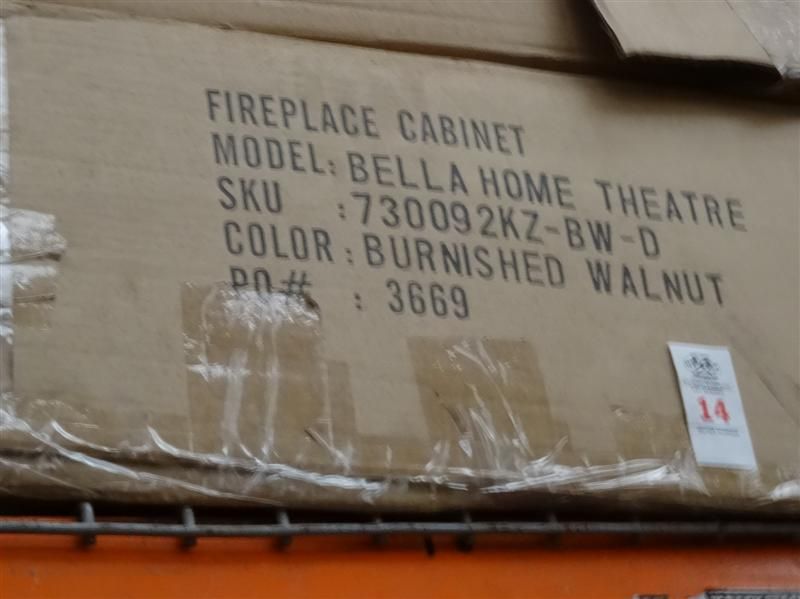 FIREPLACE CABINET
MODEL: BELLA HOME THEATRE
SKU : 730092KZ-BW-D
COLOR : BURNISHED WALNUT
PO# : 3669
14